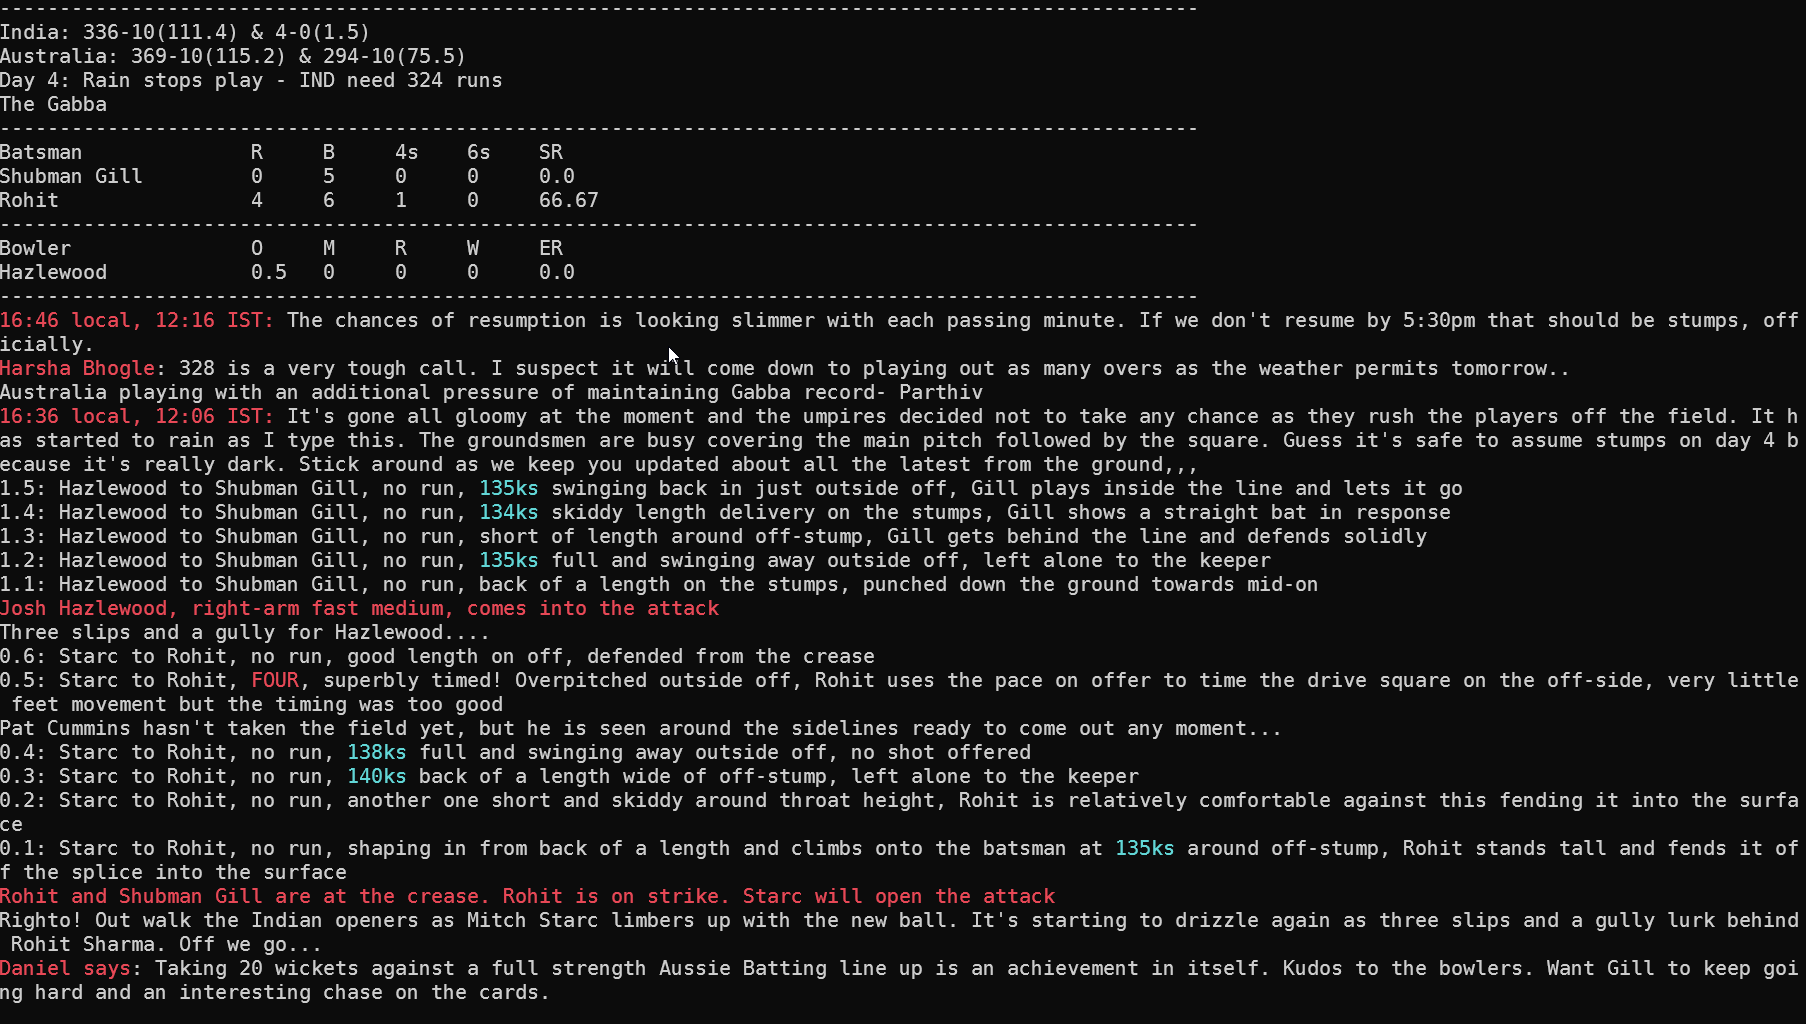 ----------------------------------------------------------------------------------------------------
India: 336-10(111.4) & 4-0(1.5)
Australia: 369-10(115.2) & 294-10(75.5)
Day 4: Rain stops play - IND need 324 runs
The Gabba
----------------------------------------------------------------------------------------------------
Batsman R B 4s 6s SR
Shubman Gill 0 5 0 0 0.0
Rohit 4 6 1 0 66.67
----------------------------------------------------------------------------------------------------
Bowler O M R W ER
Hazlewood 0.5 0 0 0 0.0
----------------------------------------------------------------------------------------------------
16:46 local, 12:16 IST: The chances of resumption is looking slimmer with each passing minute. If we don't resume by 5:30pm that should be stumps, off
icially.
Harsha Bhogle: 328 is a very tough call. I suspect it will come down to playing out as many overs as the weather permits tomorrow..
Australia playing with an additional pressure of maintaining Gabba record- Parthiv
16:36 local, 12:06 IST: It's gone all gloomy at the moment and the umpires decided not to take any chance as they rush the players off the field. It h
as started to rain as I type this. The groundsmen are busy covering the main pitch followed by the square. Guess it's safe to assume stumps on day 4 b
ecause it's really dark. Stick around as we keep you updated about all the latest from the ground,,,
1.5: Hazlewood to Shubman Gill, no run, 135ks swinging back in just outside off, Gill plays inside the line and lets it go
1.4: Hazlewood to Shubman Gill, no run, 134ks skiddy length delivery on the stumps, Gill shows a straight bat in response
1.3: Hazlewood to Shubman Gill, no run, short of length around off-stump, Gill gets behind the line and defends solidly
1.2: Hazlewood to Shubman Gill, no run, 135ks full and swinging away outside off, left alone to the keeper
1.1: Hazlewood to Shubman Gill, no run, back of a length on the stumps, punched down the ground towards mid-on
Josh Hazlewood, right-arm fast medium, comes into the attack
Three slips and a gully for Hazlewood....
0.6: Starc to Rohit, no run, good length on off, defended from the crease
0.5: Starc to Rohit, FOUR, superbly timed! Overpitched outside off, Rohit uses the pace on offer to time the drive square on the off-side, very little
 feet movement but the timing was too good
Pat Cummins hasn't taken the field yet, but he is seen around the sidelines ready to come out any moment...
0.4: Starc to Rohit, no run, 138ks full and swinging away outside off, no shot offered
0.3: Starc to Rohit, no run, 140ks back of a length wide of off-stump, left alone to the keeper
0.2: Starc to Rohit, no run, another one short and skiddy around throat height, Rohit is relatively comfortable against this fending it into the surfa
ce
0.1: Starc to Rohit, no run, shaping in from back of a length and climbs onto the batsman at 135ks around off-stump, Rohit stands tall and fends it of
f the splice into the surface
Rohit and Shubman Gill are at the crease. Rohit is on strike. Starc will open the attack
Righto! Out walk the Indian openers as Mitch Starc limbers up with the new ball. It's starting to drizzle again as three slips and a gully lurk behind
 Rohit Sharma. Off we go...
Daniel says: Taking 20 wickets against a full strength Aussie Batting line up is an achievement in itself. Kudos to the bowlers. Want Gill to keep goi
ng hard and an interesting chase on the cards.